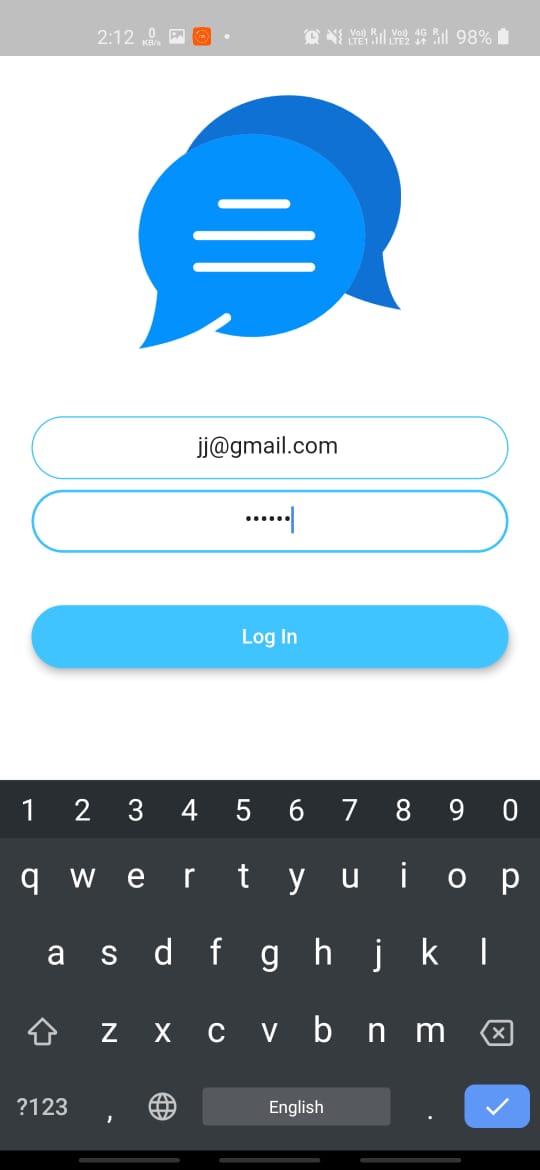 2:12 0 KB/s Vo) LTE1 R Vo) LTE2 4G R 98%
jj@gmail.com
••••••
Log In
1 2 3 4 5 6 7 8 9 0
q w e r t y u i o p
a s d f g h j k l
z x c v b n m
?123 , English .